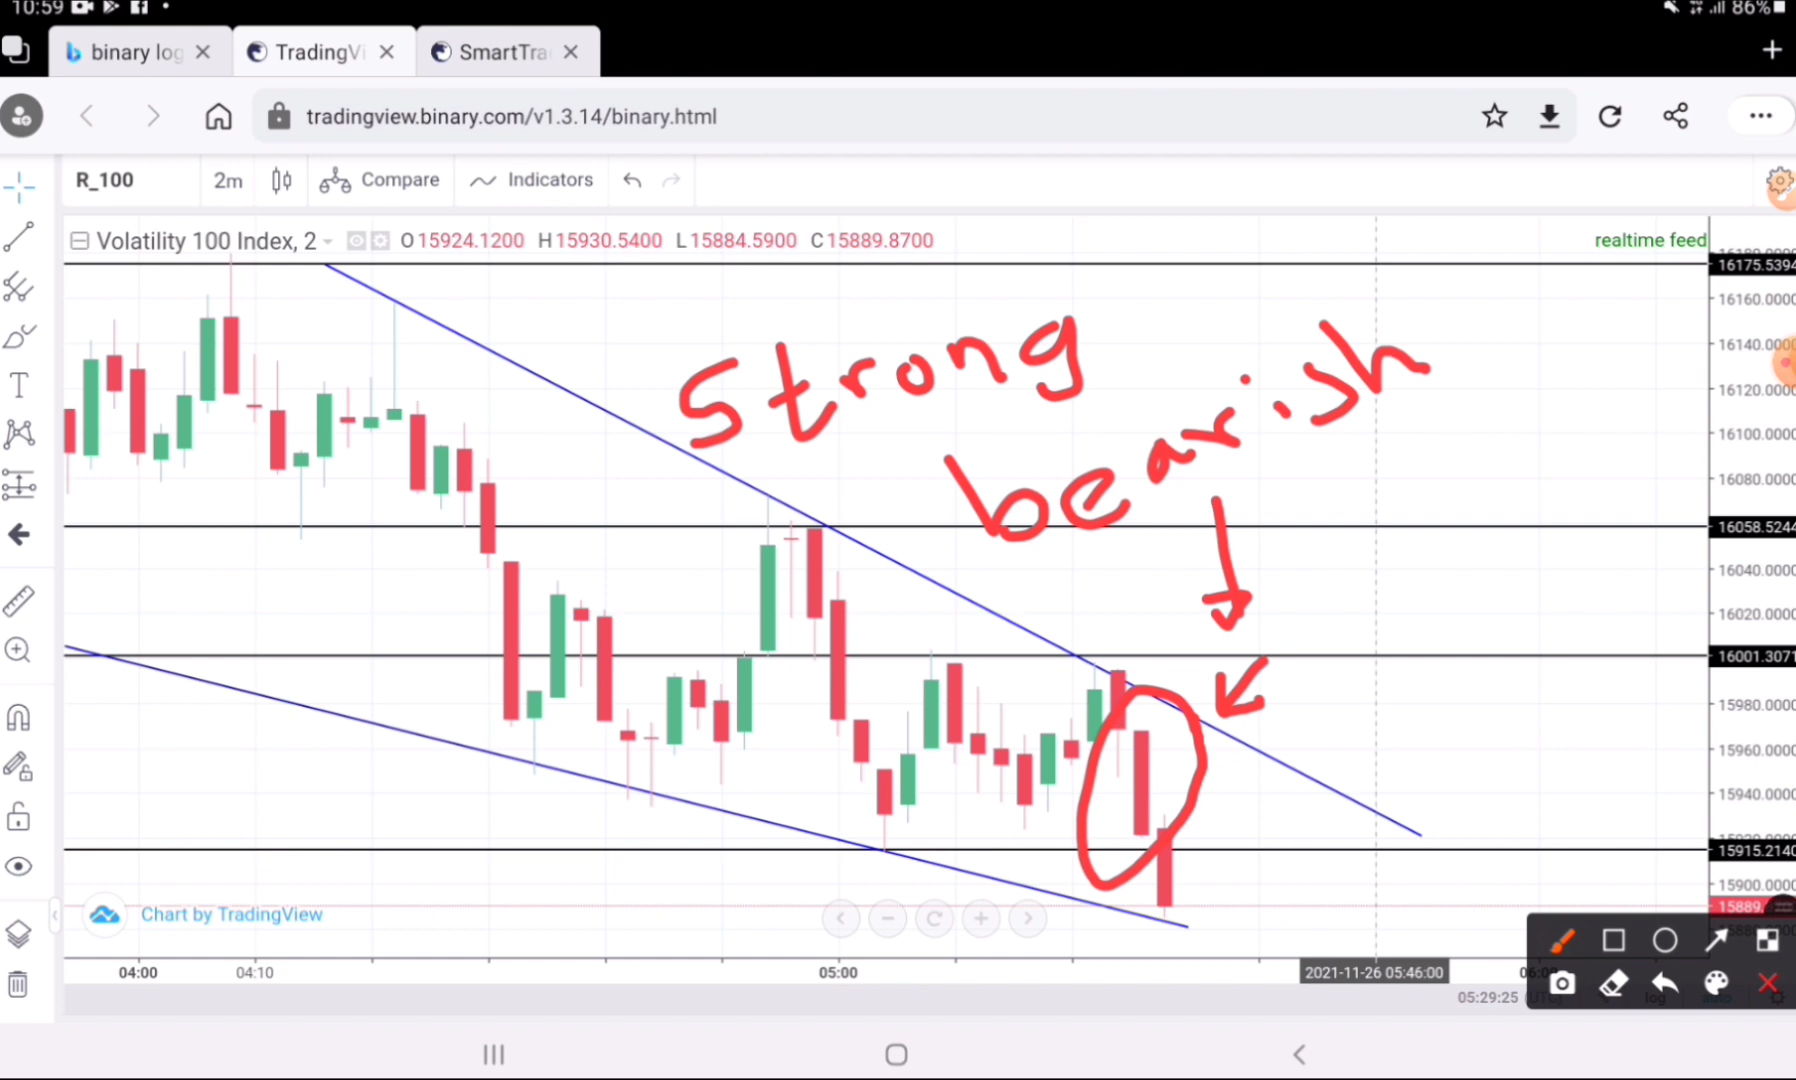 10:59
86%
binary log
TradingVi
SmartTra
tradingview.binary.com/v1.3.14/binary.html
R_100 2m Compare Indicators
Volatility 100 Index, 2 O15924.1200 H15930.5400 L15884.5900 C15889.8700
realtime feed
16175.5394
16160.0000
16140.0000
16120.0000
16100.0000
16080.0000
16058.5244
16040.0000
16020.0000
16001.3071
15980.0000
15960.0000
15940.0000
15915.2140
15900.0000
15889.
Strong
bearish
Chart by TradingView
04:00 04:10 05:00 2021-11-26 05:46:00
05:29:25 (UTC) log auto